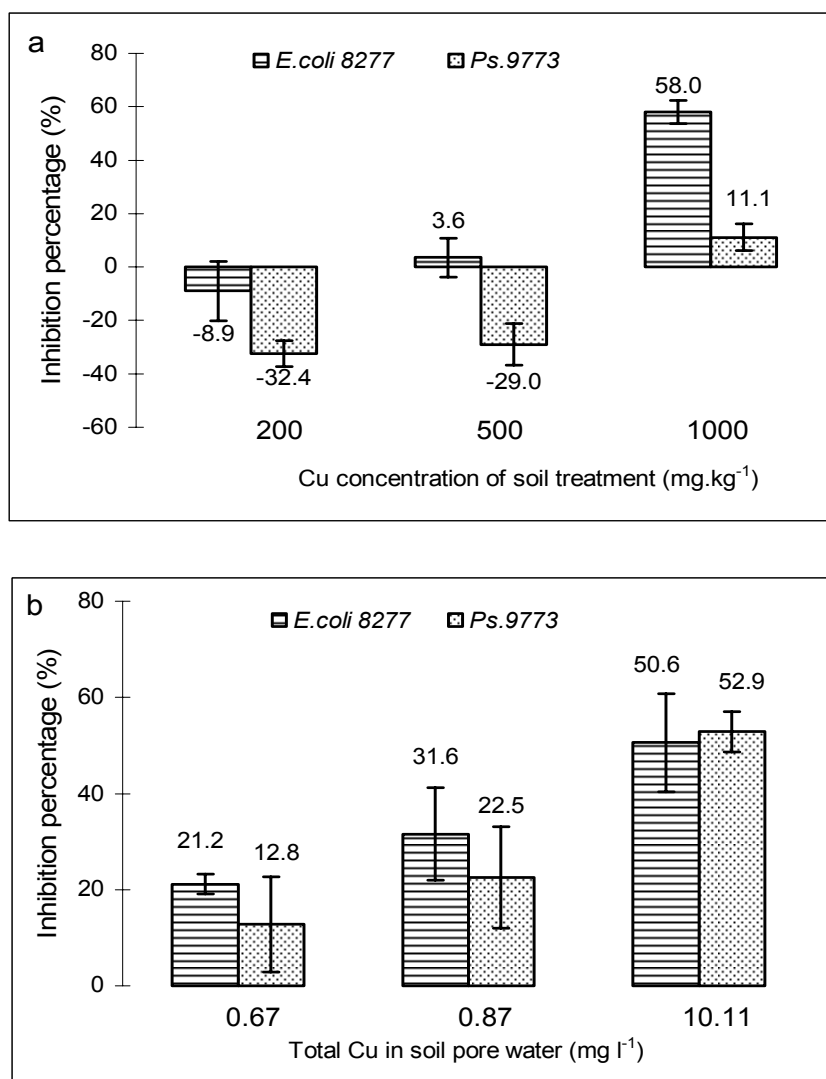 a
80
60
40
20
0
-20
-40
-60
Inhibition percentage (%)
E.coli 8277 Ps.9773
-8.9
-32.4
3.6
-29.0
58.0
11.1
200 500 1000
Cu concentration of soil treatment (mg.kg⁻¹)
b
80
60
40
20
0
Inhibition percentage (%)
E.coli 8277 Ps.9773
21.2
12.8
31.6
22.5
50.6
52.9
0.67 0.87 10.11
Total Cu in soil pore water (mg l⁻¹)